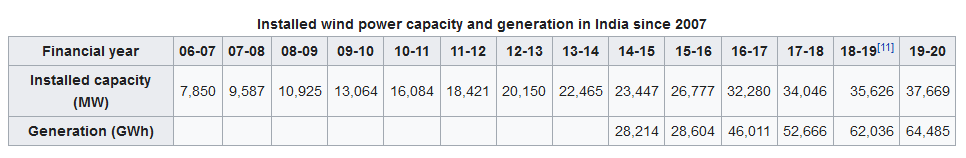 Installed wind power capacity and generation in India since 2007
Financial year 06-07 07-08 08-09 09-10 10-11 11-12 12-13 13-14 14-15 15-16 16-17 17-18 18-19[11] 19-20
Installed capacity
(MW) 7,850 9,587 10,925 13,064 16,084 18,421 20,150 22,465 23,447 26,777 32,280 34,046 35,626 37,669
Generation (GWh) 28,214 28,604 46,011 52,666 62,036 64,485